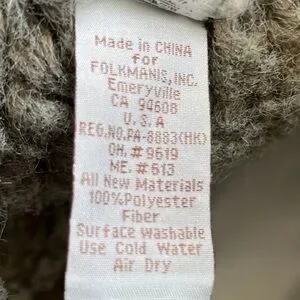 Made in CHINA
for
FOLKMANIS, INC.
Emeryville
CA 94608
U. S. A
REG.NO.PA-8883(HK)
OH. # 9619
ME. # 613
All New Materials
100% Polyester
Fiber
Surface Washable
Use Cold Water
Air Dry